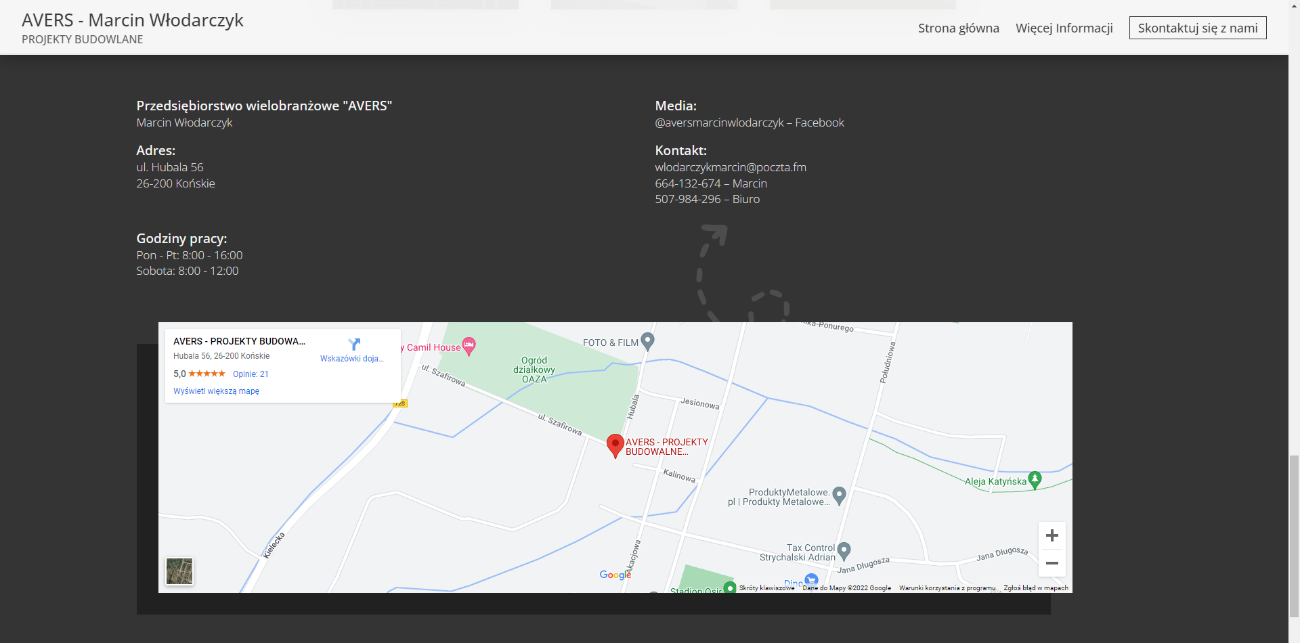 AVERS - Marcin Włodarczyk
PROJEKTY BUDOWLANE
Strona główna
Więcej Informacji
Skontaktuj się z nami
Przedsiębiorstwo wielobranżowe "AVERS"
Marcin Włodarczyk
Adres:
ul. Hubala 56
26-200 Końskie
Godziny pracy:
Pon - Pt: 8:00 - 16:00
Sobota: 8:00 - 12:00
Media:
@aversmarcinwlodarczyk – Facebook
Kontakt:
wlodarczykmarcin@poczta.fm
664-132-674 – Marcin
507-984-296 – Biuro
AVERS - PROJEKTY BUDOWA...
Hubala 56, 26-200 Końskie
5,0
Opinie: 21
Wyświetl większą mapę
Wskazówki doja...
y Camil House
FOTO & FILM
Ogród
działkowy
OAZA
ul. Szafirowa
ul. Szafirowa
728
Hubala
Jesionowa
ka-Ponurego
Południowa
AVERS - PROJEKTY
BUDOWALNE...
Kalinowa
ProduktyMetalowe.
pl | Produkty Metalowe...
Aleja Katyńska
Kielecka
Akacjowa
Tax Control
Strychalski Adrian
Jana Długosza
Jana Długosza
Dino
Stadion Osir
Google
Skróty klawiszowe
Dane do Mapy ©2022 Google
Warunki korzystania z programu
Zgłoś błąd w mapach